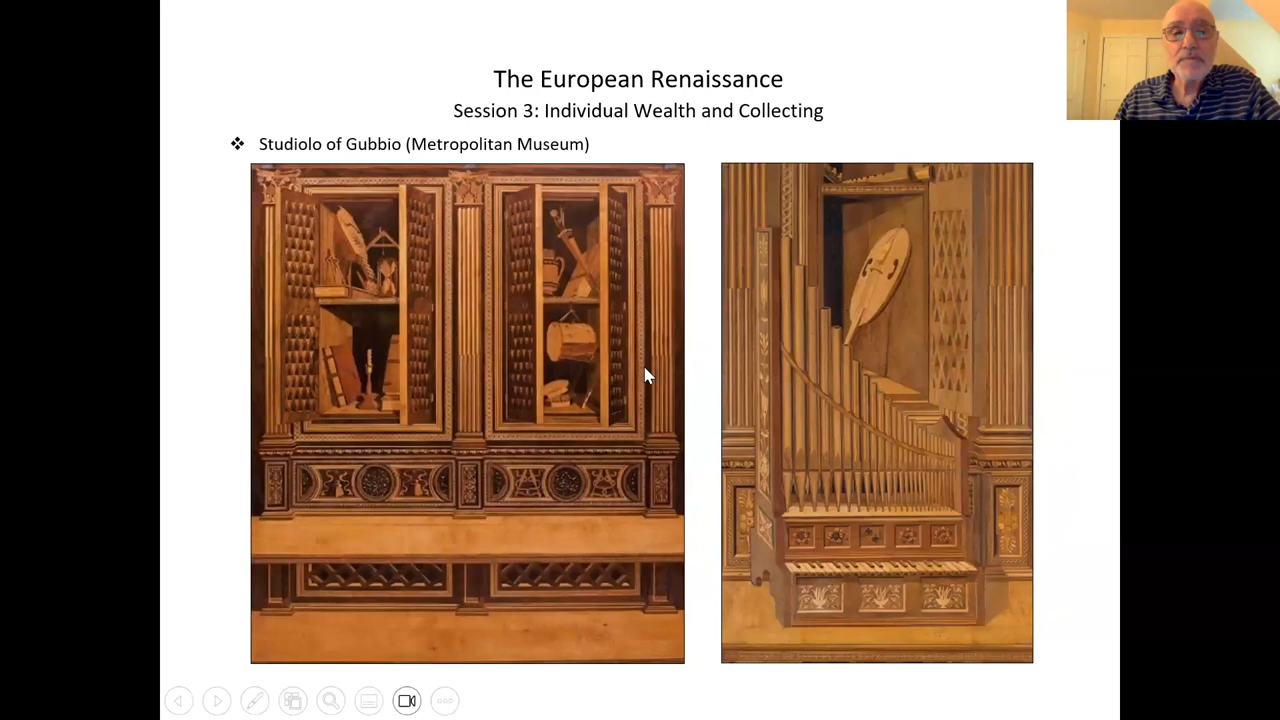 The European Renaissance
Session 3: Individual Wealth and Collecting
❖ Studiolo of Gubbio (Metropolitan Museum)